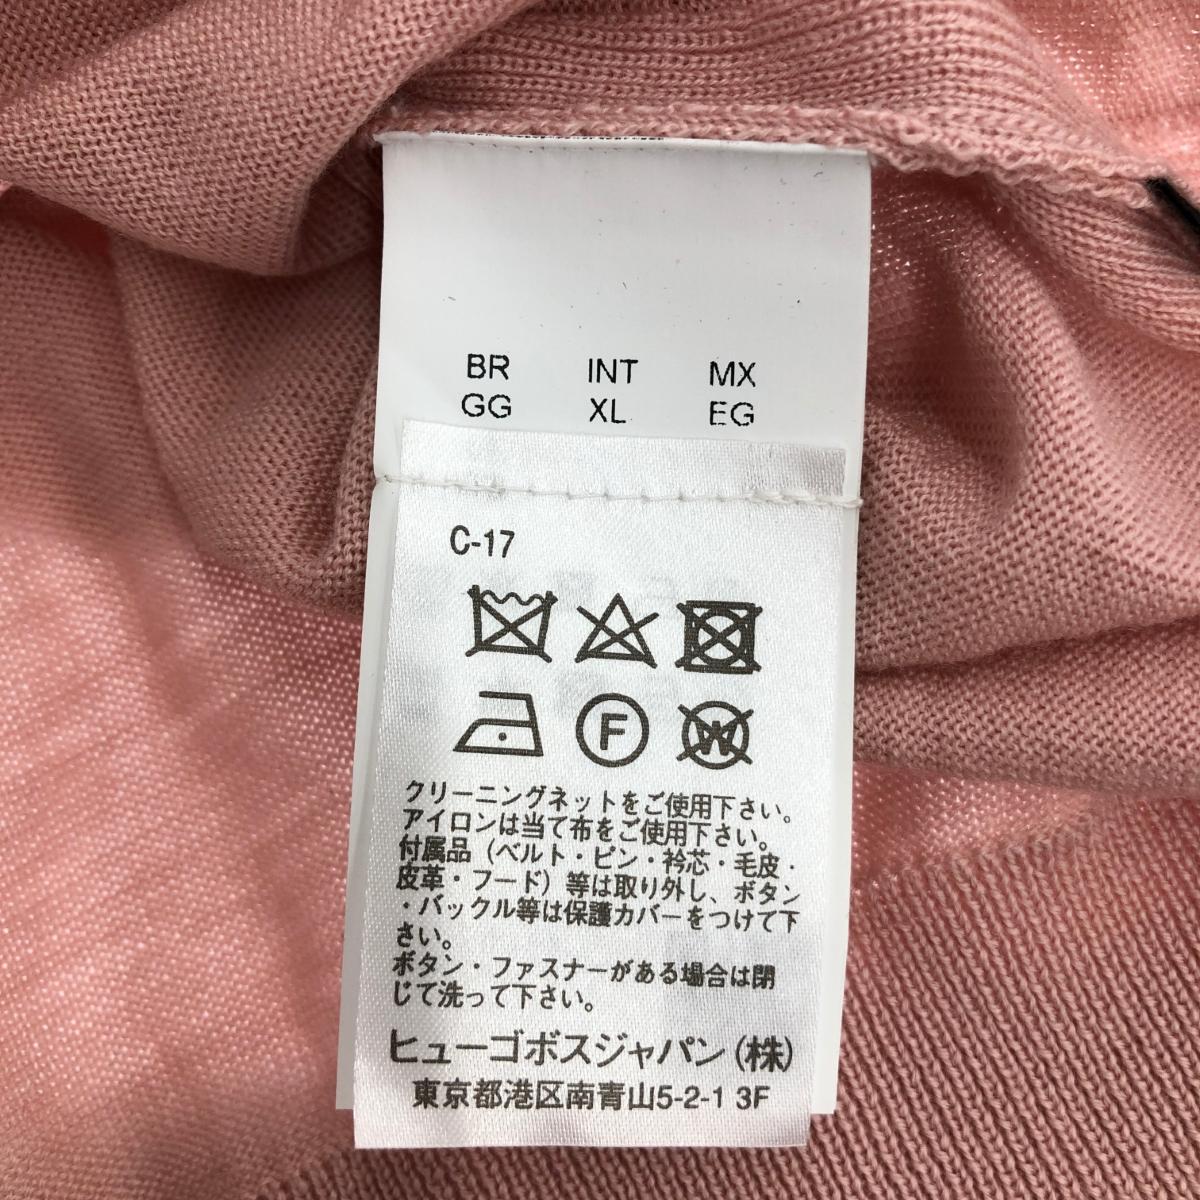 BR INT MX
GG XL EG
C-17
F W
クリーニングネットをご使用下さい。
アイロンは当て布をご使用下さい。
付属品（ベルト・ピン・衿芯・毛皮・
皮革・フード）等は取り外し、ボタン
・バックル等は保護カバーをつけて下
さい。
ボタン・ファスナーがある場合は閉
じて洗って下さい。
ヒューゴボスジャパン（株）
東京都港区南青山5-2-1 3F